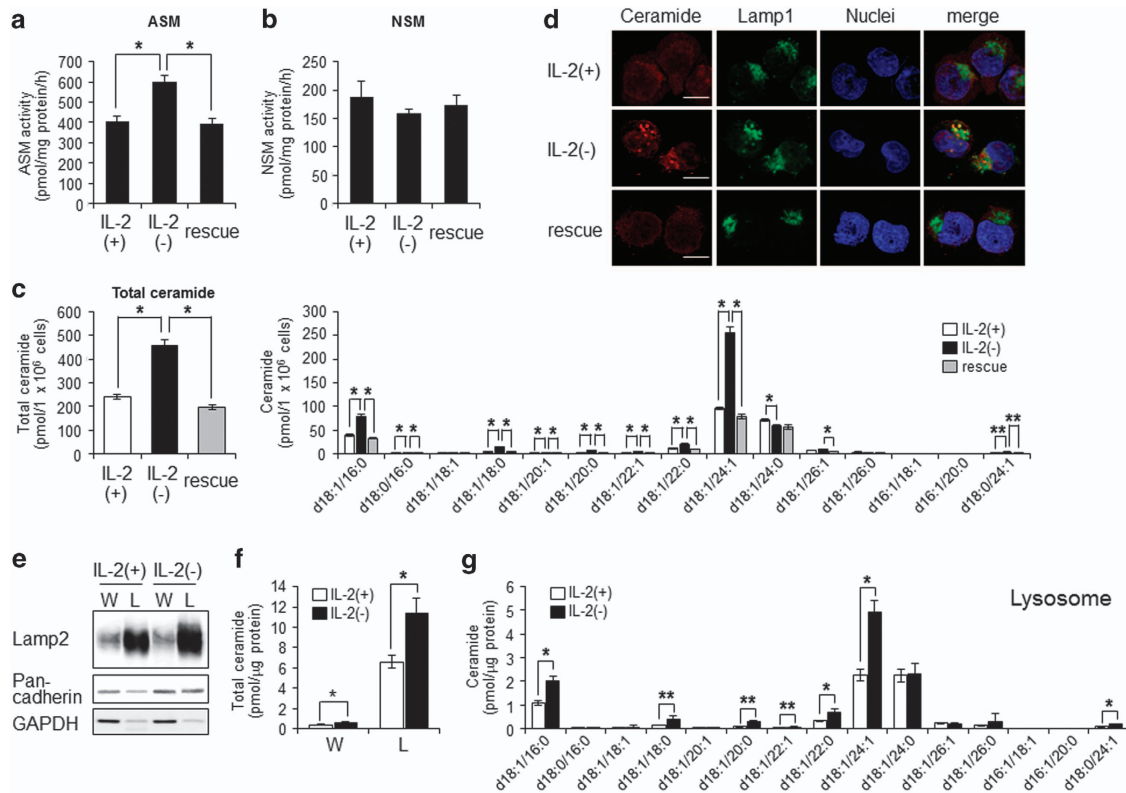 a
ASM
*
*
ASM activity
(pmol/mg protein/h)
700
600
500
400
300
200
100
0
IL-2
(+)
IL-2
(-)
rescue
b
NSM
NSM activity
(pmol/mg protein/h)
250
200
150
100
50
0
IL-2
(+)
IL-2
(-)
rescue
d
Ceramide Lamp1 Nuclei merge
IL-2(+)
IL-2(-)
rescue
c
Total ceramide
*
*
Total ceramide
(pmol/1 x 10⁶ cells)
600
500
400
300
200
100
0
IL-2
(+)
IL-2
(-)
rescue
Ceramide
(pmol/1 x 10⁶ cells)
300
250
200
150
100
50
0
* *
* *
* *
* *
* *
* *
* *
* *
*
*
** **
IL-2(+)
IL-2(-)
rescue
d18:1/16:0
d18:0/16:0
d18:1/18:1
d18:1/18:0
d18:1/20:1
d18:1/20:0
d18:1/22:1
d18:1/22:0
d18:1/24:1
d18:1/24:0
d18:1/26:1
d18:1/26:0
d16:1/18:1
d16:1/20:0
d18:0/24:1
e
IL-2(+) IL-2(-)
W L W L
Lamp2
Pan-
cadherin
GAPDH
f
Total ceramide
(pmol/µg protein)
14
12
10
8
6
4
2
0
IL-2(+)
IL-2(-)
*
*
W L
g
Ceramide
(pmol/µg protein)
6
5
4
3
2
1
0
IL-2(+)
IL-2(-)
Lysosome
*
**
**
**
*
*
*
d18:1/16:0
d18:0/16:0
d18:1/18:1
d18:1/18:0
d18:1/20:1
d18:1/20:0
d18:1/22:1
d18:1/22:0
d18:1/24:1
d18:1/24:0
d18:1/26:1
d18:1/26:0
d16:1/18:1
d16:1/20:0
d18:0/24:1